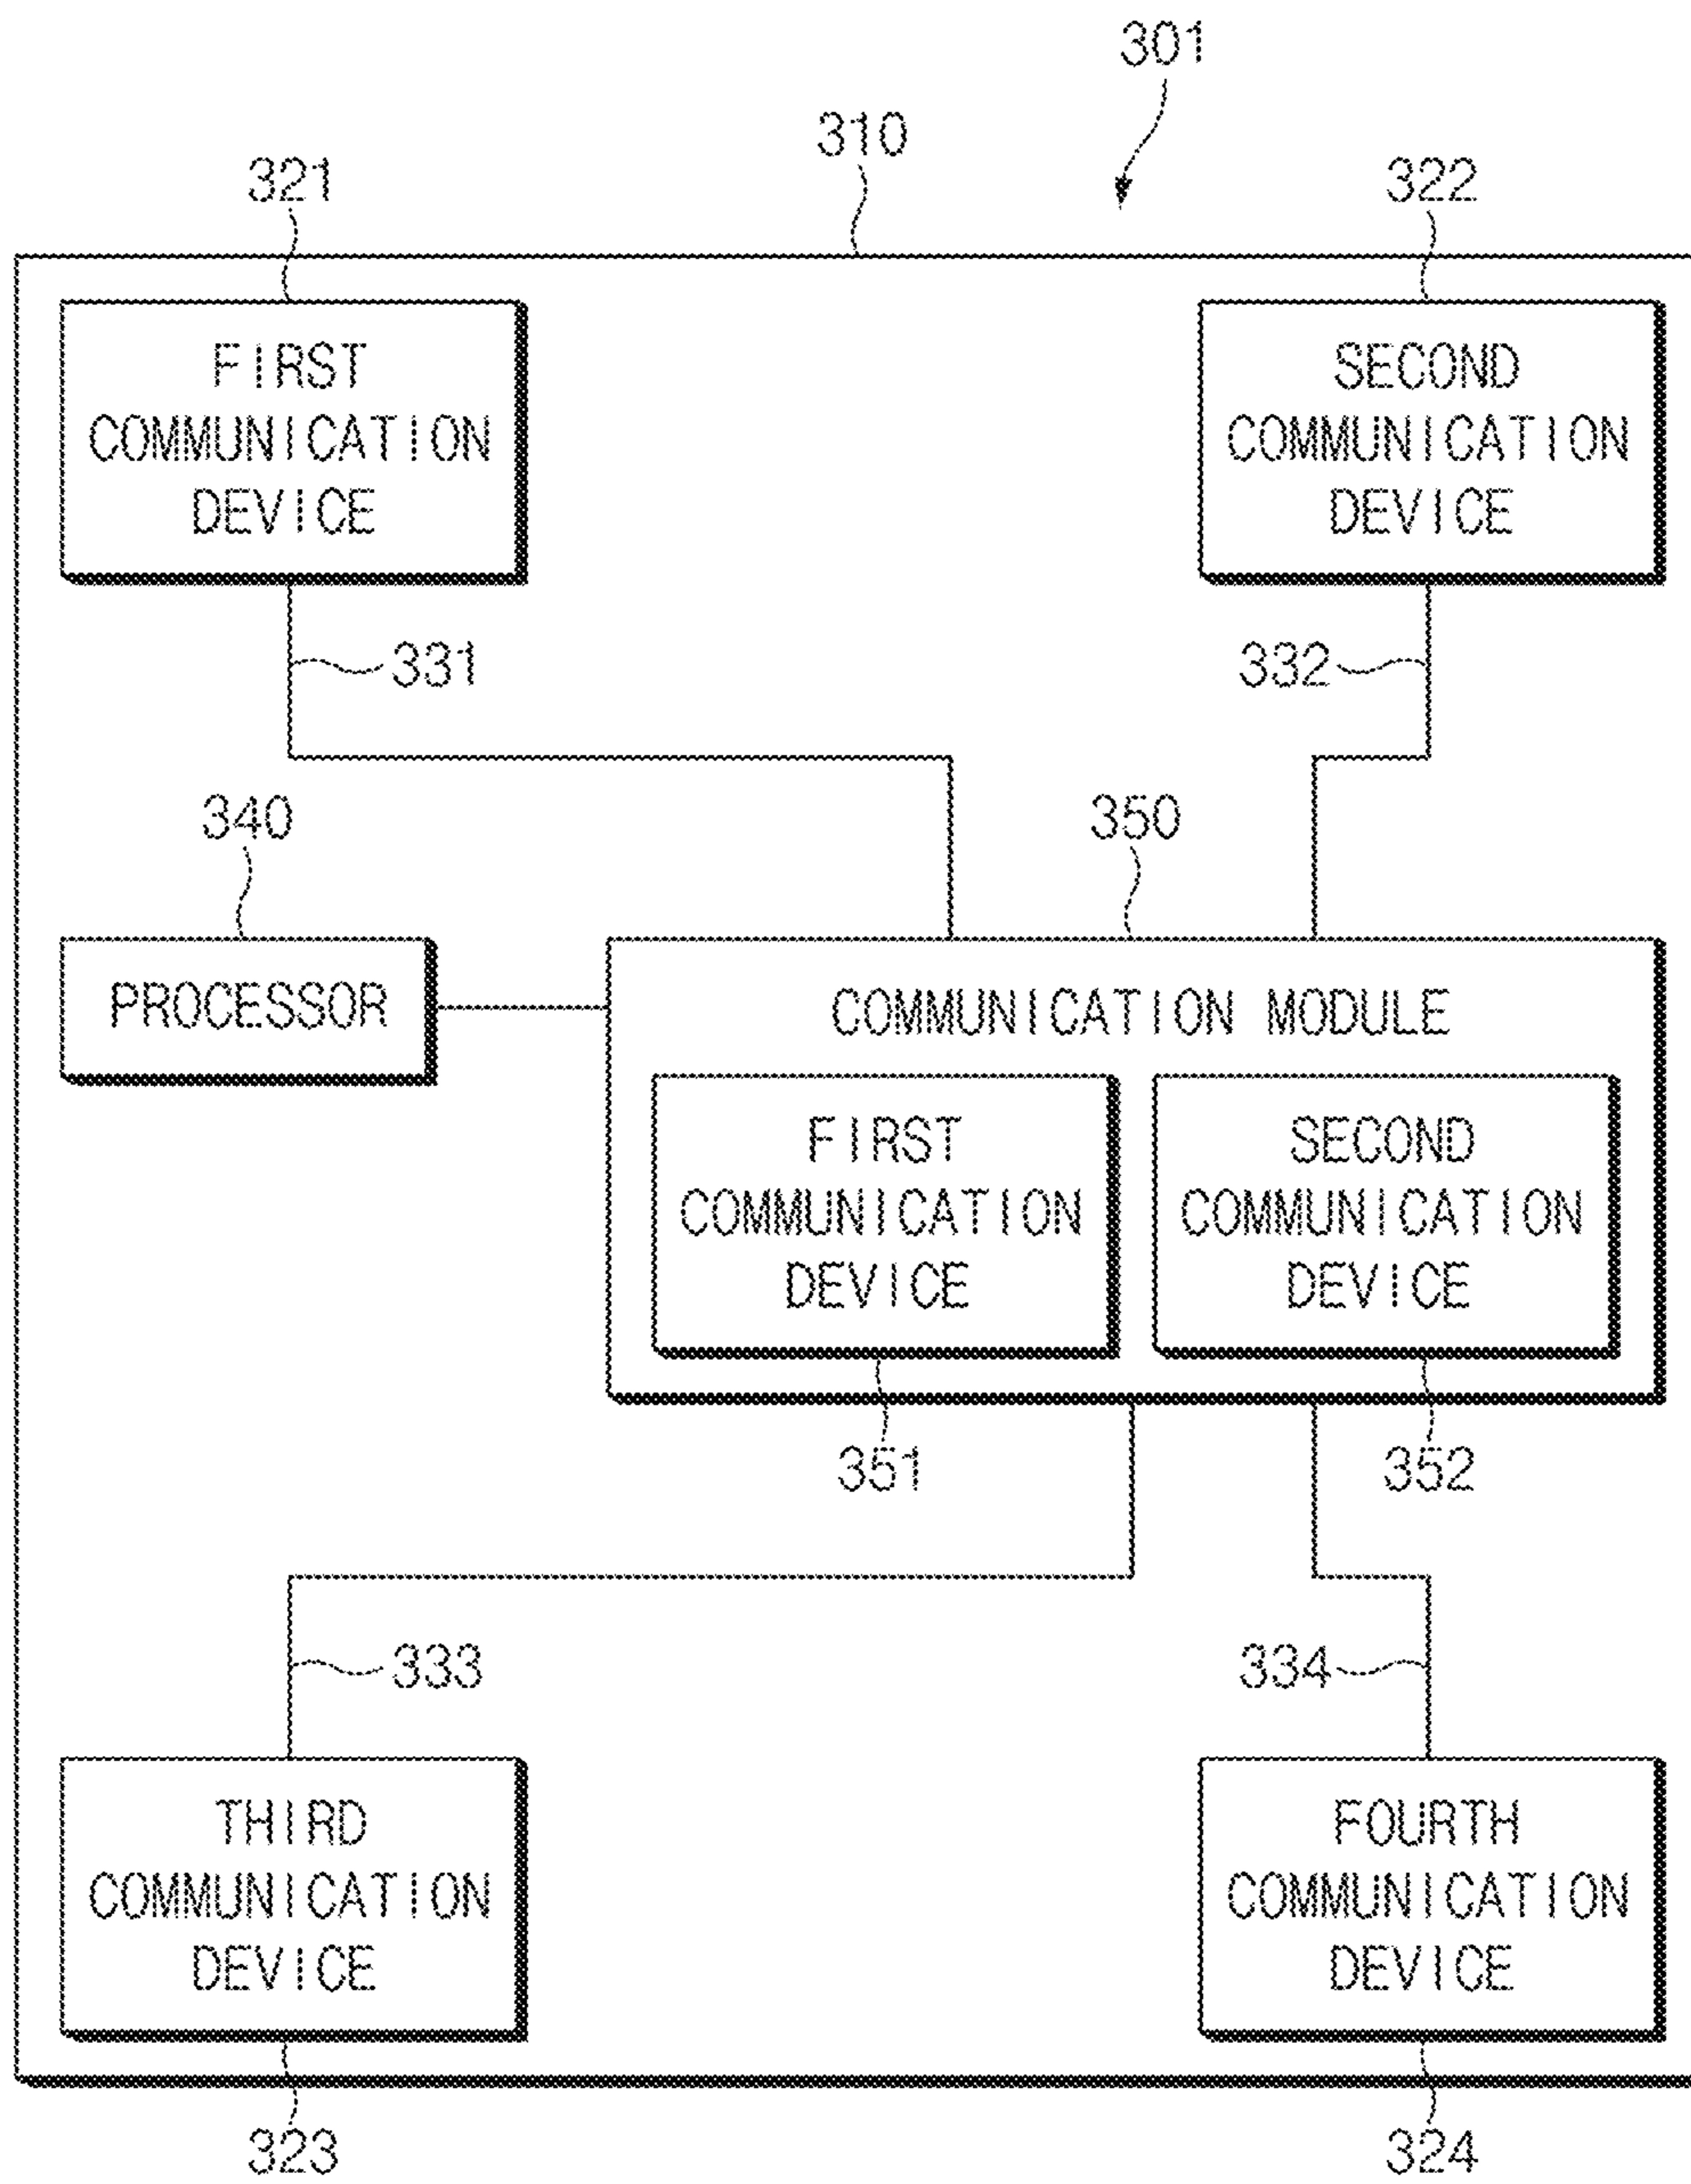 301
310
321
322
FIRST
COMMUNICATION
DEVICE
SECOND
COMMUNICATION
DEVICE
331
332
340
350
PROCESSOR
COMMUNICATION MODULE
FIRST
COMMUNICATION
DEVICE
SECOND
COMMUNICATION
DEVICE
351
352
333
334
THIRD
COMMUNICATION
DEVICE
FOURTH
COMMUNICATION
DEVICE
323
324